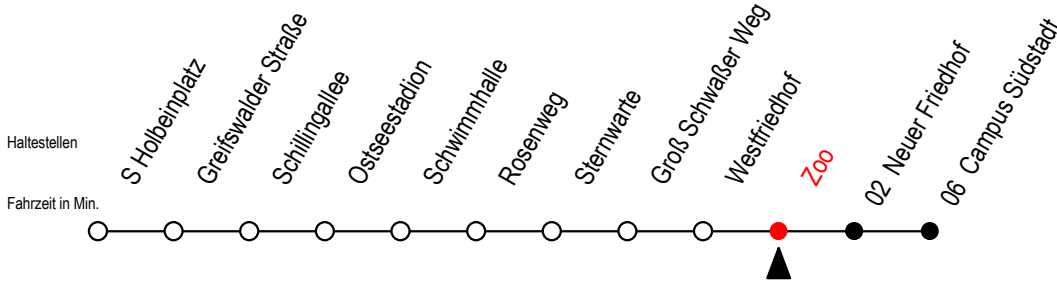 Haltestellen
S Holbeinplatz
Greifswalder Straße
Schillingallee
Ostseestadion
Schwimmhalle
Rosenweg
Sternwarte
Groß Schwaßer Weg
Westfriedhof
Zoo
02 Neuer Friedhof
06 Campus Südstadt
Fahrzeit in Min.